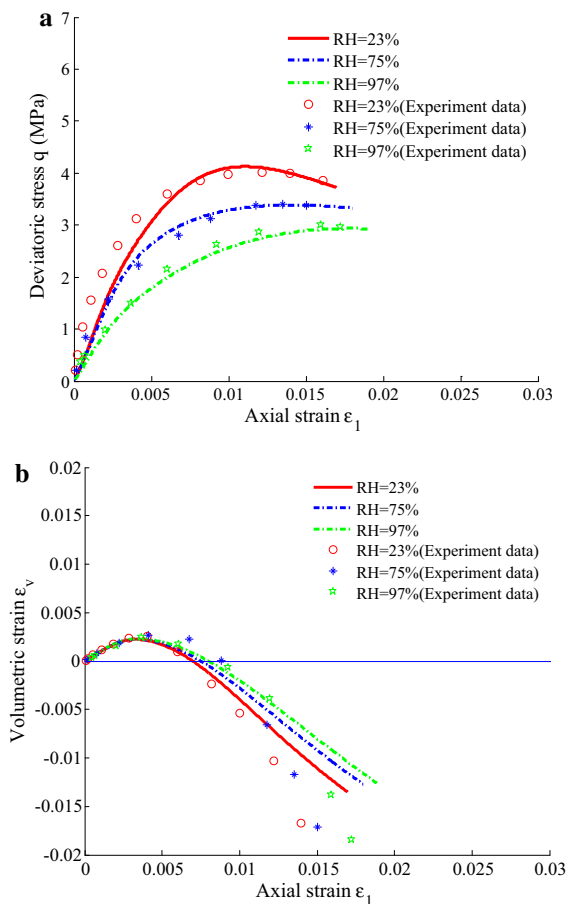 a
7
6
5
4
3
2
1
0
Deviatoric stress q (MPa)
RH=23%
RH=75%
RH=97%
RH=23%(Experiment data)
RH=75%(Experiment data)
RH=97%(Experiment data)
0 0.005 0.01 0.015 0.02 0.025 0.03
Axial strain ε₁
b
0.02
0.015
0.01
0.005
0
-0.005
-0.01
-0.015
-0.02
Volumetric strain εᵥ
RH=23%
RH=75%
RH=97%
RH=23%(Experiment data)
RH=75%(Experiment data)
RH=97%(Experiment data)
0 0.005 0.01 0.015 0.02 0.025 0.03
Axial strain ε₁